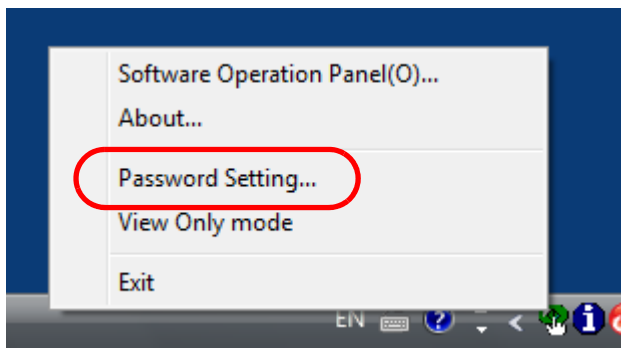 Software Operation Panel(O)...
About...
Password Setting...
View Only mode
Exit
EN ? < i